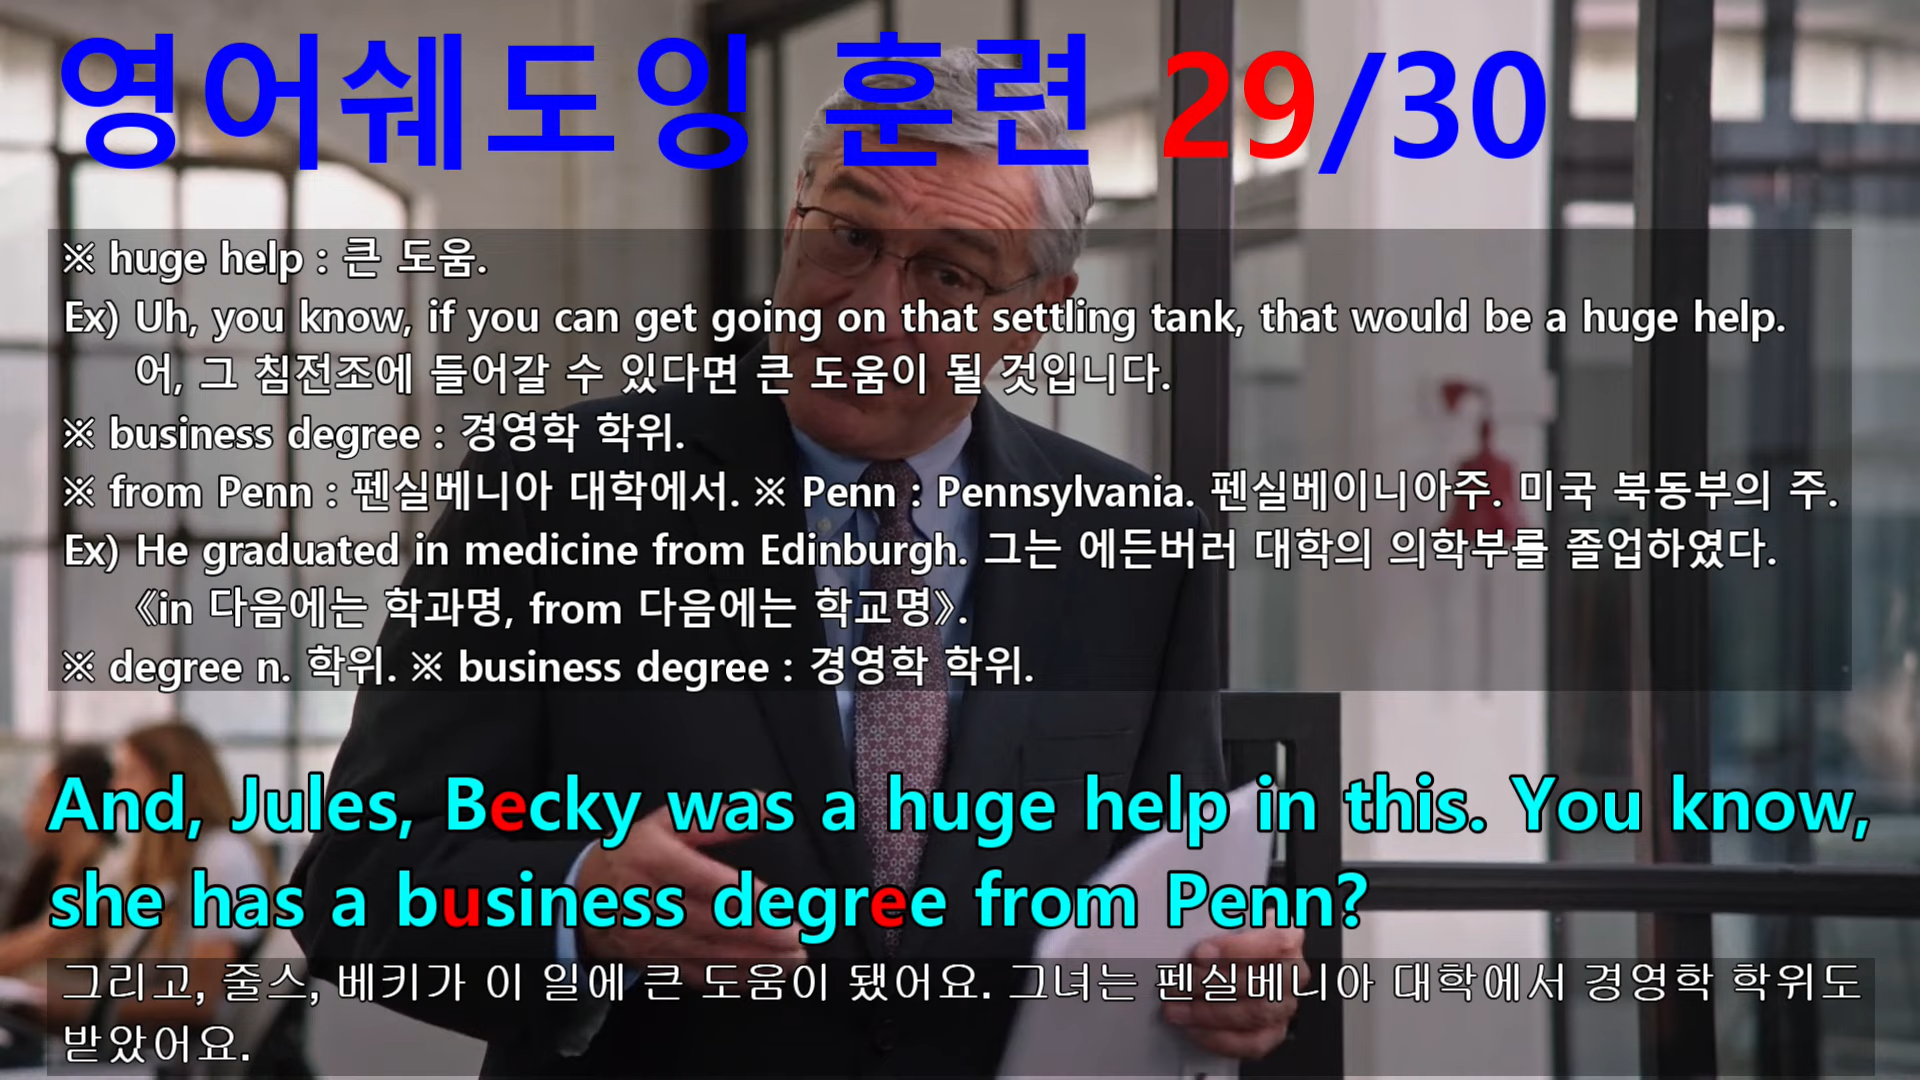 영어쉐도잉 훈련 29/30
※ huge help : 큰 도움.
Ex) Uh, you know, if you can get going on that settling tank, that would be a huge help.
어, 그 침전조에 들어갈 수 있다면 큰 도움이 될 것입니다.
※ business degree : 경영학 학위.
※ from Penn : 펜실베니아 대학에서. ※ Penn : Pennsylvania. 펜실베이니아주. 미국 북동부의 주.
Ex) He graduated in medicine from Edinburgh. 그는 에든버러 대학의 의학부를 졸업하였다.
《in 다음에는 학과명, from 다음에는 학교명》.
※ degree n. 학위. ※ business degree : 경영학 학위.
And, Jules, Becky was a huge help in this. You know,
she has a business degree from Penn?
그리고, 줄스, 베키가 이 일에 큰 도움이 됐어요. 그녀는 펜실베니아 대학에서 경영학 학위도
받았어요.